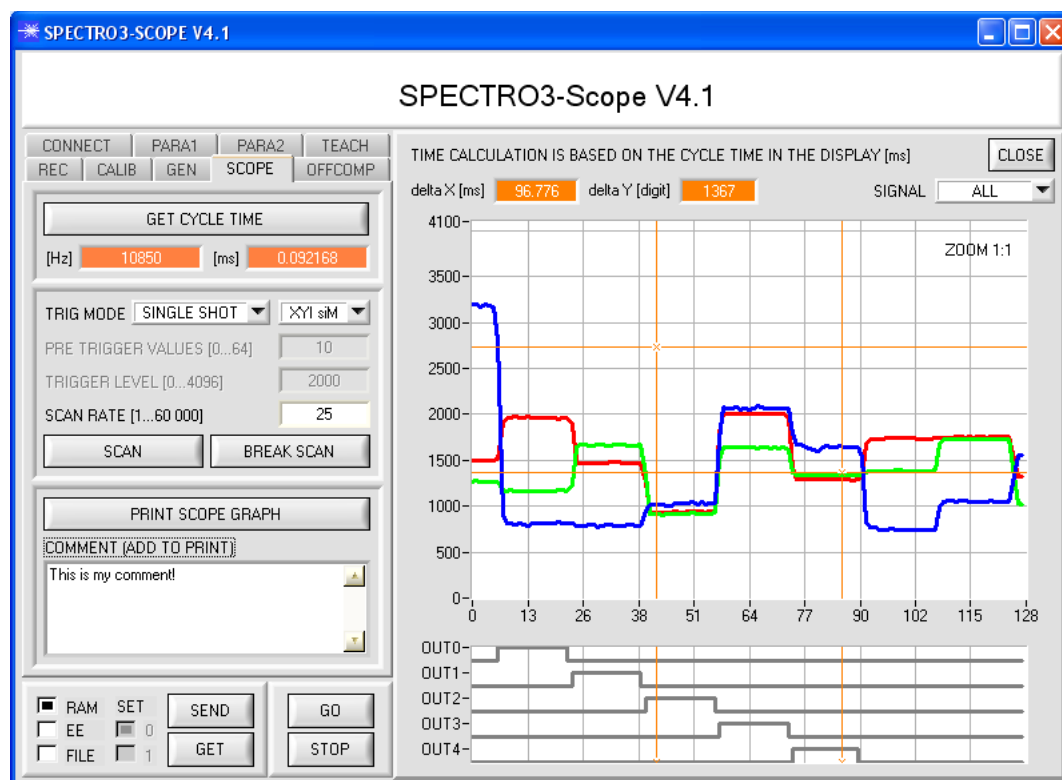 SPECTRO3-SCOPE V4.1
SPECTRO3-Scope V4.1
CONNECT PARA1 PARA2 TEACH
REC CALIB GEN SCOPE OFFCOMP
GET CYCLE TIME
[Hz] 10850 [ms] 0.092168
TRIG MODE SINGLE SHOT XYI siM
PRE TRIGGER VALUES [0...64] 10
TRIGGER LEVEL [0...4096] 2000
SCAN RATE [1...60 000] 25
SCAN BREAK SCAN
PRINT SCOPE GRAPH
COMMENT (ADD TO PRINT)
This is my comment!
RAM SET
EE 0
FILE 1
SEND
GET
GO
STOP
TIME CALCULATION IS BASED ON THE CYCLE TIME IN THE DISPLAY [ms] CLOSE
delta X [ms] 96.776 delta Y [digit] 1367 SIGNAL ALL
ZOOM 1:1
4100
3500
3000
2500
2000
1500
1000
500
0
0 13 26 38 51 64 77 90 102 115 128
OUT0
OUT1
OUT2
OUT3
OUT4